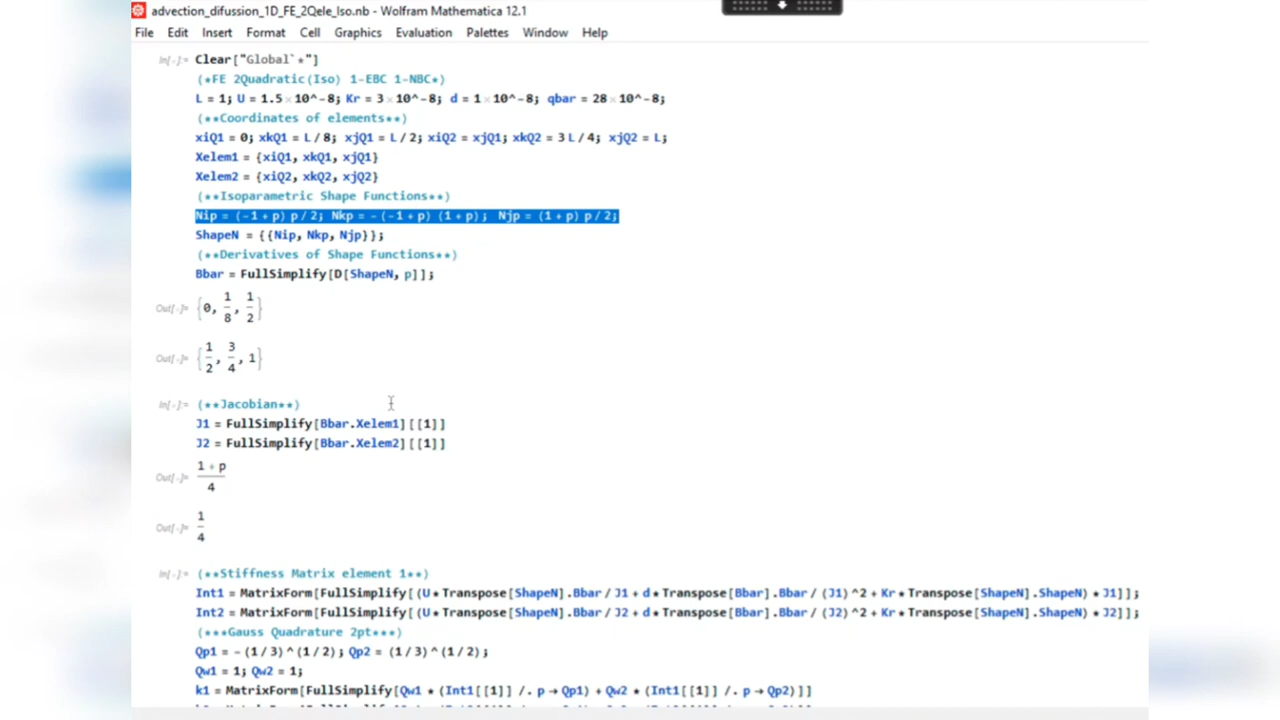 advection_difussion_1D_FE_2Qele_Iso.nb - Wolfram Mathematica 12.1
File Edit Insert Format Cell Graphics Evaluation Palettes Window Help
In[-]:= Clear["Global`*"]
(*FE 2Quadratic(Iso) 1-EBC 1-NBC*)
L = 1; U = 1.5×10^-8; Kr = 3×10^-8; d = 1×10^-8; qbar = 28×10^-8;
(**Coordinates of elements**)
xiQ1 = 0; xkQ1 = L/8; xjQ1 = L/2; xiQ2 = xjQ1; xkQ2 = 3L/4; xjQ2 = L;
Xelem1 = {xiQ1, xkQ1, xjQ1}
Xelem2 = {xiQ2, xkQ2, xjQ2}
(**Isoparametric Shape Functions**)
Nip = (-1+p) p/2; Nkp = -(-1+p) (1+p); Njp = (1+p) p/2;
ShapeN = {{Nip, Nkp, Njp}};
(**Derivatives of Shape Functions**)
Bbar = FullSimplify[D[ShapeN, p]];
Out[-]= {0, 1/8, 1/2}
Out[-]= {1/2, 3/4, 1}
In[-]:= (**Jacobian**)
J1 = FullSimplify[Bbar.Xelem1][[1]]
J2 = FullSimplify[Bbar.Xelem2][[1]]
Out[-]= (1+p)/4
Out[-]= 1/4
In[-]:= (**Stiffness Matrix element 1**)
Int1 = MatrixForm[FullSimplify[(U*Transpose[ShapeN].Bbar/J1 + d*Transpose[Bbar].Bbar/(J1)^2 + Kr*Transpose[ShapeN].ShapeN)*J1]];
Int2 = MatrixForm[FullSimplify[(U*Transpose[ShapeN].Bbar/J2 + d*Transpose[Bbar].Bbar/(J2)^2 + Kr*Transpose[ShapeN].ShapeN)*J2]];
(***Gauss Quadrature 2pt***)
Qp1 = -(1/3)^(1/2); Qp2 = (1/3)^(1/2);
Qw1 = 1; Qw2 = 1;
k1 = MatrixForm[FullSimplify[Qw1*(Int1[[1]] /. p→Qp1) + Qw2*(Int1[[1]] /. p→Qp2)]]